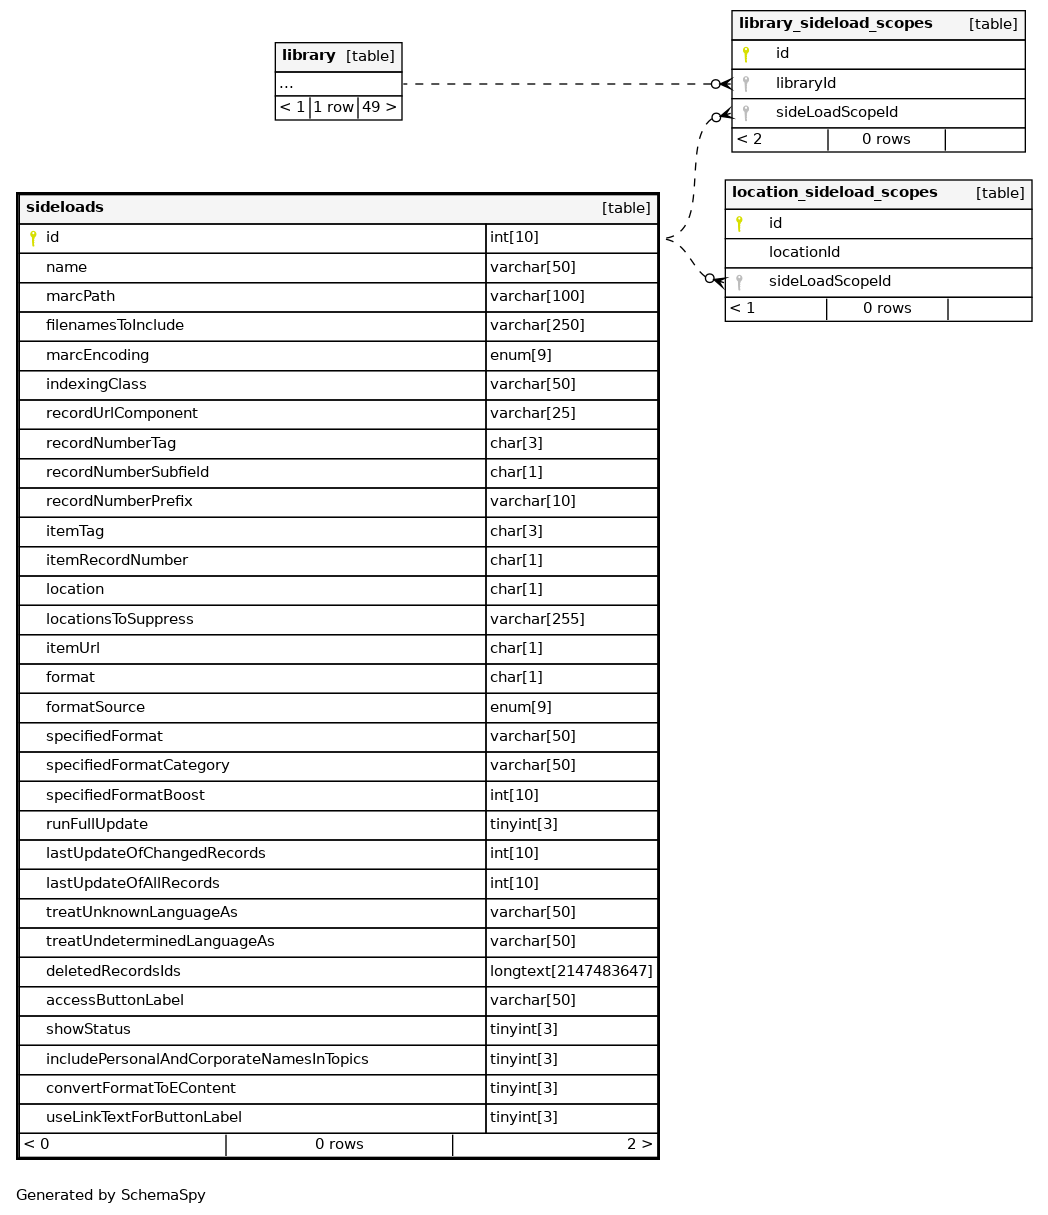 library [table]
...
< 1 1 row 49 >
library_sideload_scopes [table]
id
libraryId
sideLoadScopeId
< 2 0 rows
location_sideload_scopes [table]
id
locationId
sideLoadScopeId
< 1 0 rows
sideloads [table]
id int[10]
name varchar[50]
marcPath varchar[100]
filenamesToInclude varchar[250]
marcEncoding enum[9]
indexingClass varchar[50]
recordUrlComponent varchar[25]
recordNumberTag char[3]
recordNumberSubfield char[1]
recordNumberPrefix varchar[10]
itemTag char[3]
itemRecordNumber char[1]
location char[1]
locationsToSuppress varchar[255]
itemUrl char[1]
format char[1]
formatSource enum[9]
specifiedFormat varchar[50]
specifiedFormatCategory varchar[50]
specifiedFormatBoost int[10]
runFullUpdate tinyint[3]
lastUpdateOfChangedRecords int[10]
lastUpdateOfAllRecords int[10]
treatUnknownLanguageAs varchar[50]
treatUndeterminedLanguageAs varchar[50]
deletedRecordsIds longtext[2147483647]
accessButtonLabel varchar[50]
showStatus tinyint[3]
includePersonalAndCorporateNamesInTopics tinyint[3]
convertFormatToEContent tinyint[3]
useLinkTextForButtonLabel tinyint[3]
< 0 0 rows 2 >
Generated by SchemaSpy